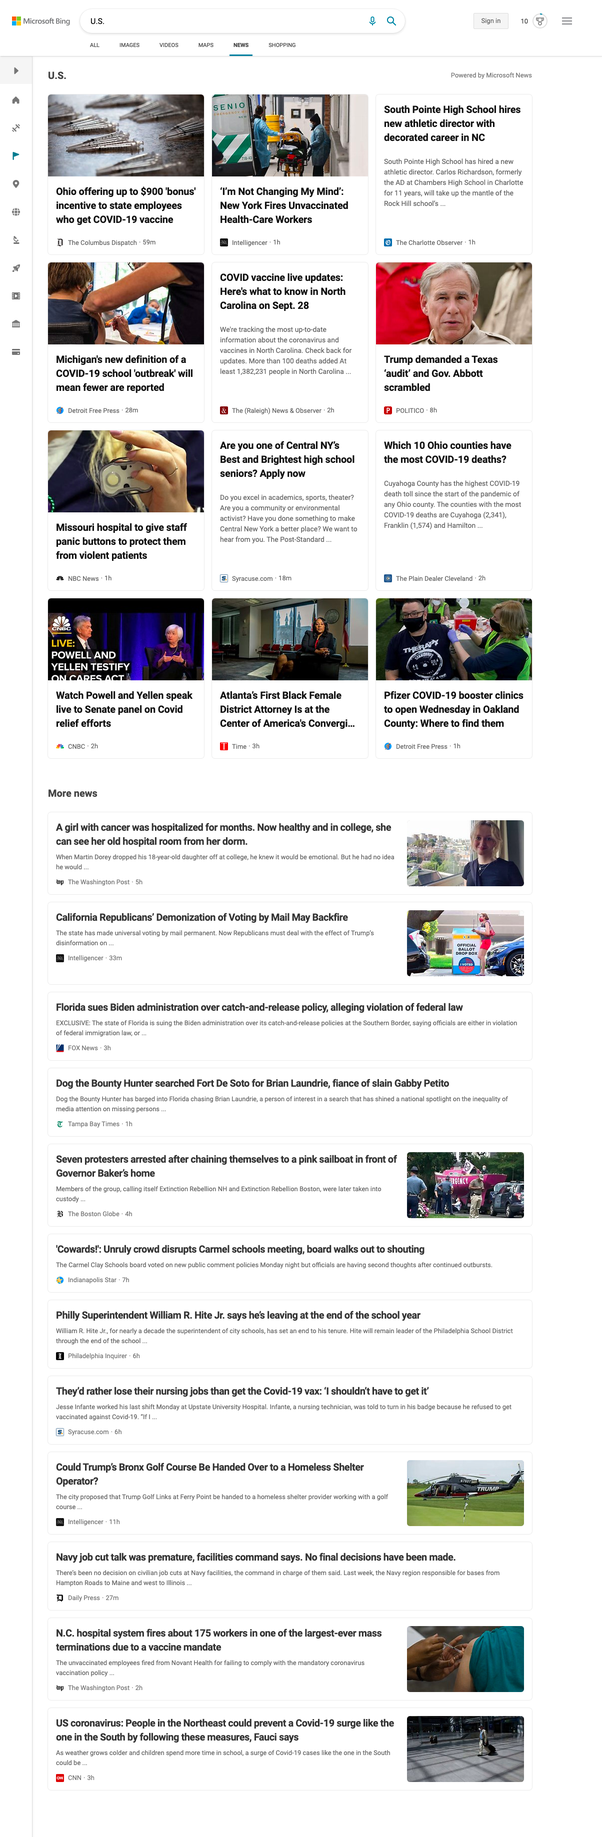 Microsoft Bing
U.S.
Sign in
10
ALL IMAGES VIDEOS MAPS NEWS SHOPPING
U.S.
Powered by Microsoft News
Ohio offering up to $900 'bonus'
incentive to state employees
who get COVID-19 vaccine
The Columbus Dispatch · 59m
SENIO
'I'm Not Changing My Mind':
New York Fires Unvaccinated
Health-Care Workers
Intelligencer · 1h
South Pointe High School hires
new athletic director with
decorated career in NC
South Pointe High School has hired a new
athletic director. Carlos Richardson, formerly
the AD at Chambers High School in Charlotte
for 11 years, will take up the mantle of the
Rock Hill school's ...
The Charlotte Observer · 1h
Michigan's new definition of a
COVID-19 school 'outbreak' will
mean fewer are reported
Detroit Free Press · 28m
COVID vaccine live updates:
Here's what to know in North
Carolina on Sept. 28
We're tracking the most up-to-date
information about the coronavirus and
vaccines in North Carolina. Check back for
updates. More than 100 deaths added At
least 1,382,231 people in North Carolina ...
The (Raleigh) News & Observer · 2h
Trump demanded a Texas
'audit' and Gov. Abbott
scrambled
POLITICO · 8h
Missouri hospital to give staff
panic buttons to protect them
from violent patients
NBC News · 1h
Are you one of Central NY's
Best and Brightest high school
seniors? Apply now
Do you excel in academics, sports, theater?
Are you a community or environmental
activist? Have you done something to make
Central New York a better place? We want to
hear from you. The Post-Standard ...
Syracuse.com · 18m
Which 10 Ohio counties have
the most COVID-19 deaths?
Cuyahoga County has the highest COVID-19
death toll since the start of the pandemic of
any Ohio county. The counties with the most
COVID-19 deaths are Cuyahoga (2,341),
Franklin (1,574) and Hamilton ...
The Plain Dealer Cleveland · 2h
CNBC
LIVE:
POWELL AND
YELLEN TESTIFY
ON CARES ACT
Watch Powell and Yellen speak
live to Senate panel on Covid
relief efforts
CNBC · 2h
Atlanta's First Black Female
District Attorney Is at the
Center of America's Convergi...
Time · 3h
THERAPY
Pfizer COVID-19 booster clinics
to open Wednesday in Oakland
County: Where to find them
Detroit Free Press · 1h
More news
A girl with cancer was hospitalized for months. Now healthy and in college, she
can see her old hospital room from her dorm.
When Martin Dorey dropped his 18-year-old daughter off at college, he knew it would be emotional. But he had no idea
he would ...
wp The Washington Post · 5h
California Republicans' Demonization of Voting by Mail May Backfire
The state has made universal voting by mail permanent. Now Republicans must deal with the effect of Trump's
disinformation on ...
Intelligencer · 33m
OFFICIAL
BALLOT
DROP BOX
Florida sues Biden administration over catch-and-release policy, alleging violation of federal law
EXCLUSIVE: The state of Florida is suing the Biden administration over its catch-and-release policies at the Southern Border, saying officials are either in violation
of federal immigration law, or ...
FOX News · 3h
Dog the Bounty Hunter searched Fort De Soto for Brian Laundrie, fiance of slain Gabby Petito
Dog the Bounty Hunter has barged into Florida chasing Brian Laundrie, a person of interest in a search that has shined a national spotlight on the inequality of
media attention on missing persons ...
Tampa Bay Times · 1h
Seven protesters arrested after chaining themselves to a pink sailboat in front of
Governor Baker's home
Members of the group, calling itself Extinction Rebellion NH and Extinction Rebellion Boston, were later taken into
custody ...
The Boston Globe · 4h
'Cowards!': Unruly crowd disrupts Carmel schools meeting, board walks out to shouting
The Carmel Clay Schools board voted on new public comment policies Monday night but officials are having second thoughts after continued outbursts.
Indianapolis Star · 7h
Philly Superintendent William R. Hite Jr. says he's leaving at the end of the school year
William R. Hite Jr., for nearly a decade the superintendent of city schools, has set an end to his tenure. Hite will remain leader of the Philadelphia School District
through the end of the school ...
Philadelphia Inquirer · 6h
They'd rather lose their nursing jobs than get the Covid-19 vax: 'I shouldn't have to get it'
Jesse Infante worked his last shift Monday at Upstate University Hospital. Infante, a nursing technician, was told to turn in his badge because he refused to get
vaccinated against Covid-19. "If I ...
Syracuse.com · 6h
Could Trump's Bronx Golf Course Be Handed Over to a Homeless Shelter
Operator?
The city proposed that Trump Golf Links at Ferry Point be handed to a homeless shelter provider working with a golf
course ...
Intelligencer · 11h
TRUMP
Navy job cut talk was premature, facilities command says. No final decisions have been made.
There's been no decision on civilian job cuts at Navy facilities, the command in charge of them said. Last week, the Navy region responsible for bases from
Hampton Roads to Maine and west to Illinois ...
Daily Press · 27m
N.C. hospital system fires about 175 workers in one of the largest-ever mass
terminations due to a vaccine mandate
The unvaccinated employees fired from Novant Health for failing to comply with the mandatory coronavirus
vaccination policy ...
wp The Washington Post · 2h
US coronavirus: People in the Northeast could prevent a Covid-19 surge like the
one in the South by following these measures, Fauci says
As weather grows colder and children spend more time in school, a surge of Covid-19 cases like the one in the South
could be ...
CNN CNN · 3h